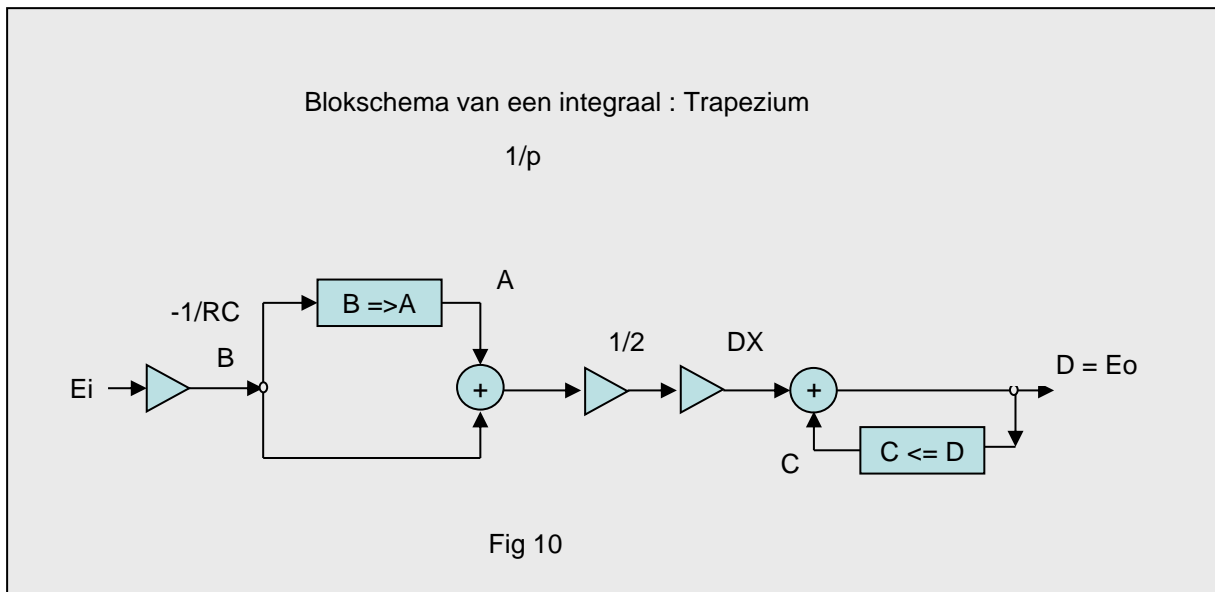 Blokschema van een integraal : Trapezium
1/p
A
B =>A
-1/RC
B
1/2
DX
D = Eo
Ei
+
+
C
C <= D
Fig 10